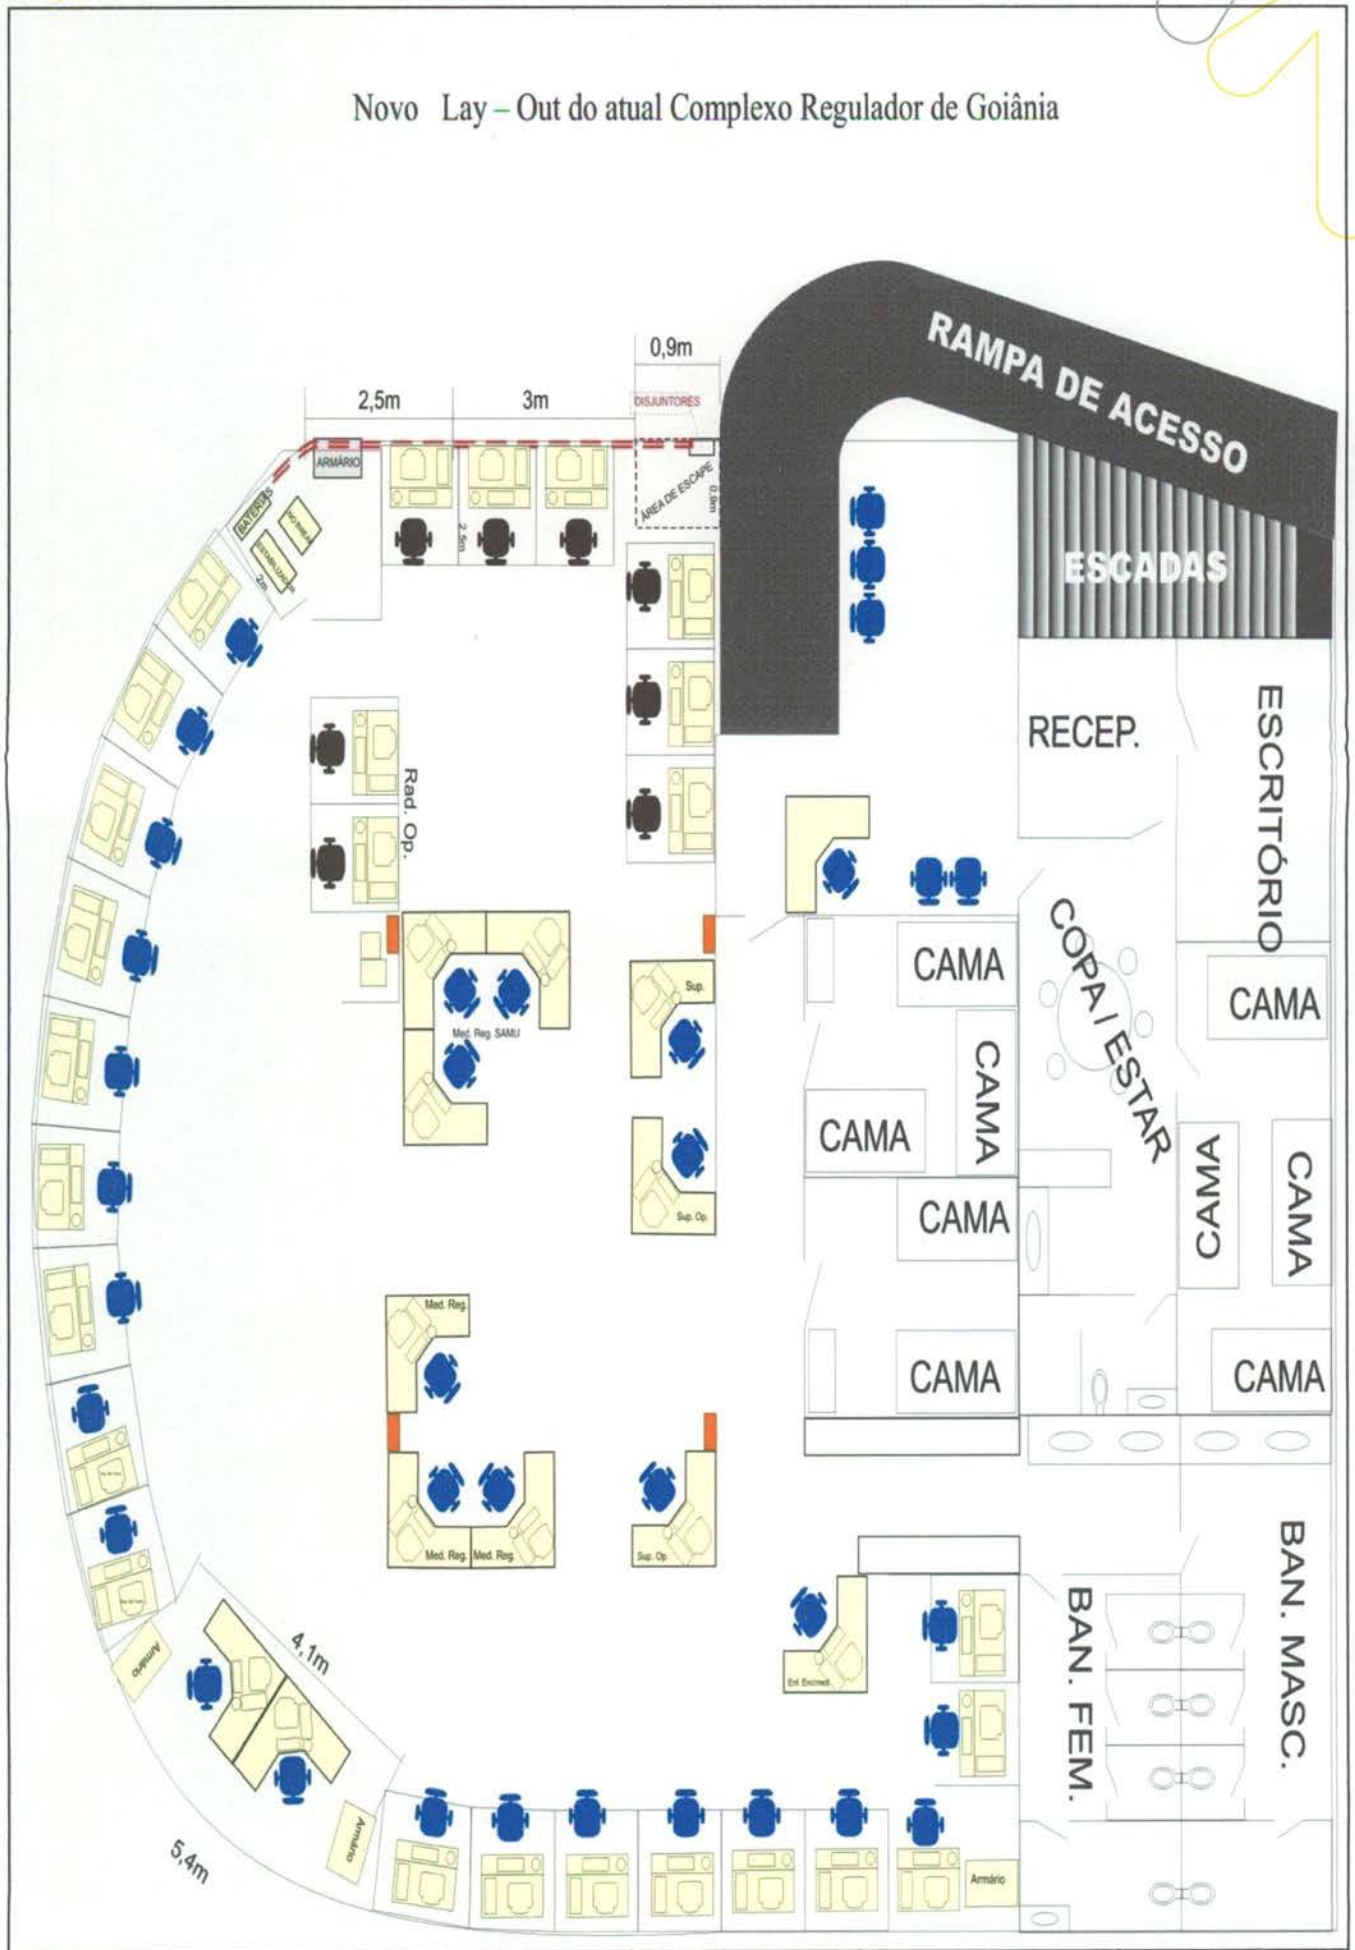 Novo Lay – Out do atual Complexo Regulador de Goiânia
RAMPA DE ACESSO
0,9m
2,5m
3m
DISJUNTORES
ARMÁRIO
ÁREA DE ESCAPE
0,9m
BATERIAS
ESTABILIZADOR
2m
2,5m
ESCADAS
RECEP.
ESCRITÓRIO
Rad. Op.
COPA / ESTAR
CAMA
CAMA
Sup.
Med. Reg. SAMU
CAMA
CAMA
CAMA
CAMA
CAMA
Sup. Op.
Med. Reg.
CAMA
CAMA
Med. Reg.
Med. Reg.
Sup. Op.
BAN. MASC.
BAN. FEM.
Armário
4,1m
5,4m
Armário
Armário